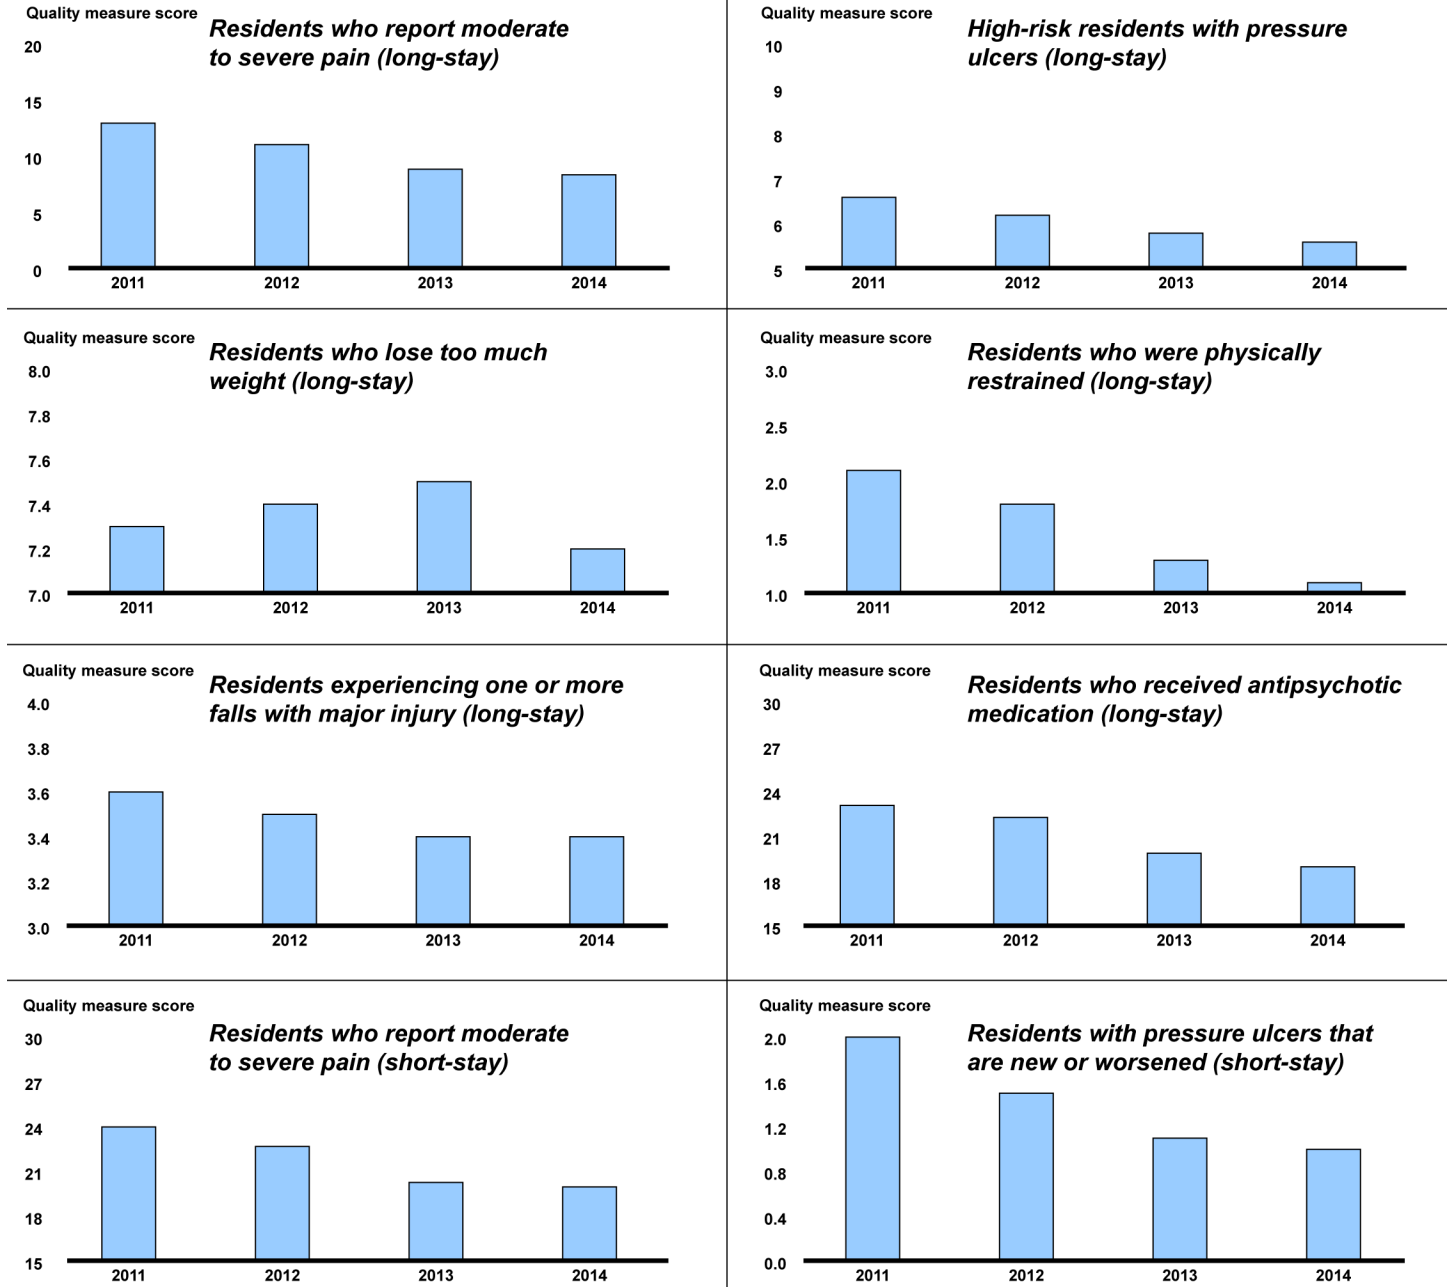 Quality measure score
Residents who report moderate
to severe pain (long-stay)
20
15
10
5
0
2011 2012 2013 2014
Quality measure score
High-risk residents with pressure
ulcers (long-stay)
10
9
8
7
6
5
2011 2012 2013 2014
Quality measure score
Residents who lose too much
weight (long-stay)
8.0
7.8
7.6
7.4
7.2
7.0
2011 2012 2013 2014
Quality measure score
Residents who were physically
restrained (long-stay)
3.0
2.5
2.0
1.5
1.0
2011 2012 2013 2014
Quality measure score
Residents experiencing one or more
falls with major injury (long-stay)
4.0
3.8
3.6
3.4
3.2
3.0
2011 2012 2013 2014
Quality measure score
Residents who received antipsychotic
medication (long-stay)
30
27
24
21
18
15
2011 2012 2013 2014
Quality measure score
Residents who report moderate
to severe pain (short-stay)
30
27
24
21
18
15
2011 2012 2013 2014
Quality measure score
Residents with pressure ulcers that
are new or worsened (short-stay)
2.0
1.6
1.2
0.8
0.4
0.0
2011 2012 2013 2014